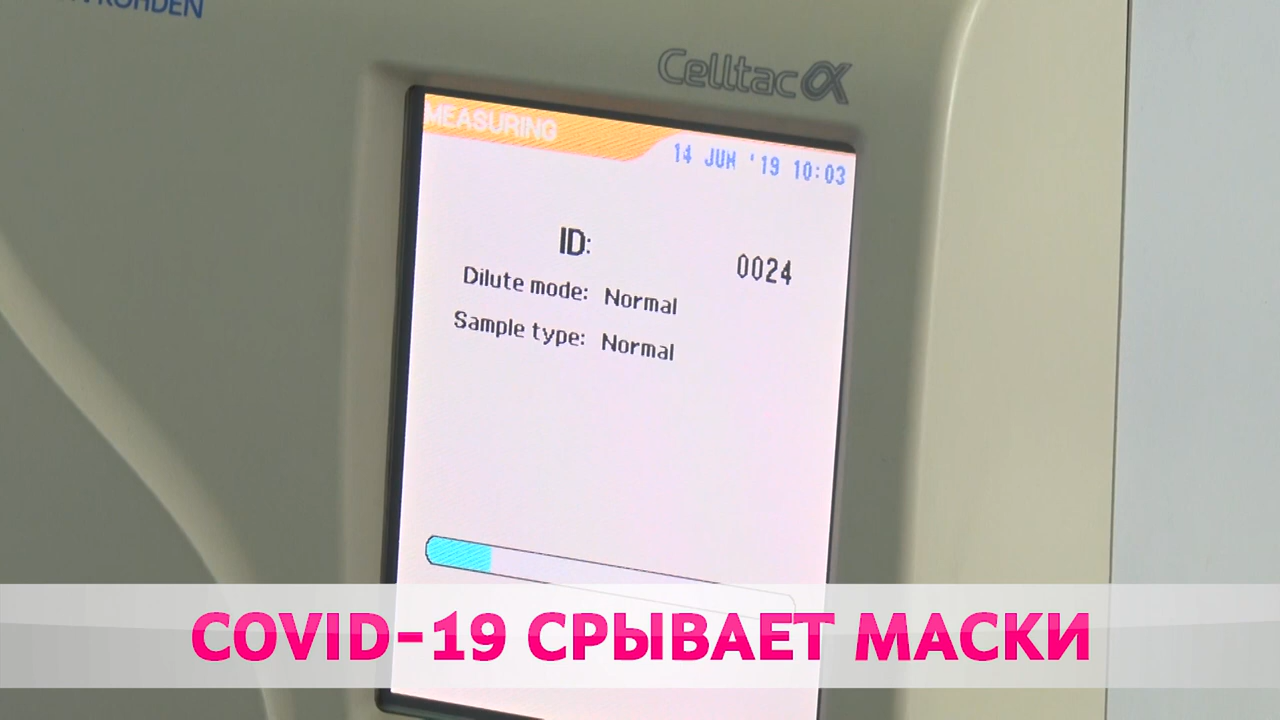 KOHDEN
Celltac α
MEASURING
14 JUN '19 10:03
ID: 0024
Dilute mode: Normal
Sample type: Normal
COVID-19 СРЫВАЕТ МАСКИ